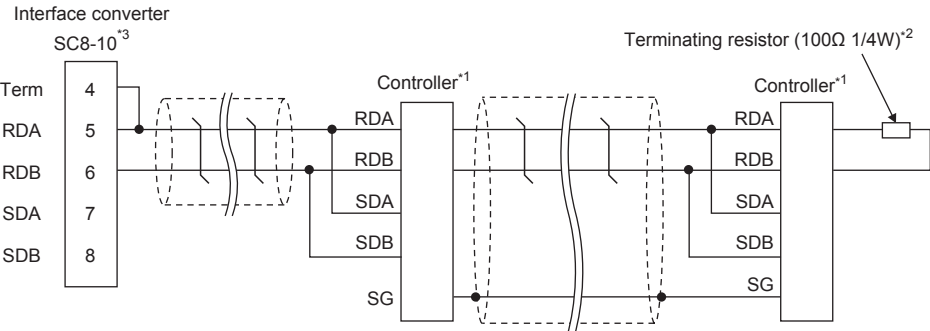 Interface converter
SC8-10*3
Terminating resistor (100Ω 1/4W)*2
Controller*1
Controller*1
Term 4
RDA 5
RDB 6
SDA 7
SDB 8
RDA
RDB
SDA
SDB
SG
RDA
RDB
SDA
SDB
SG